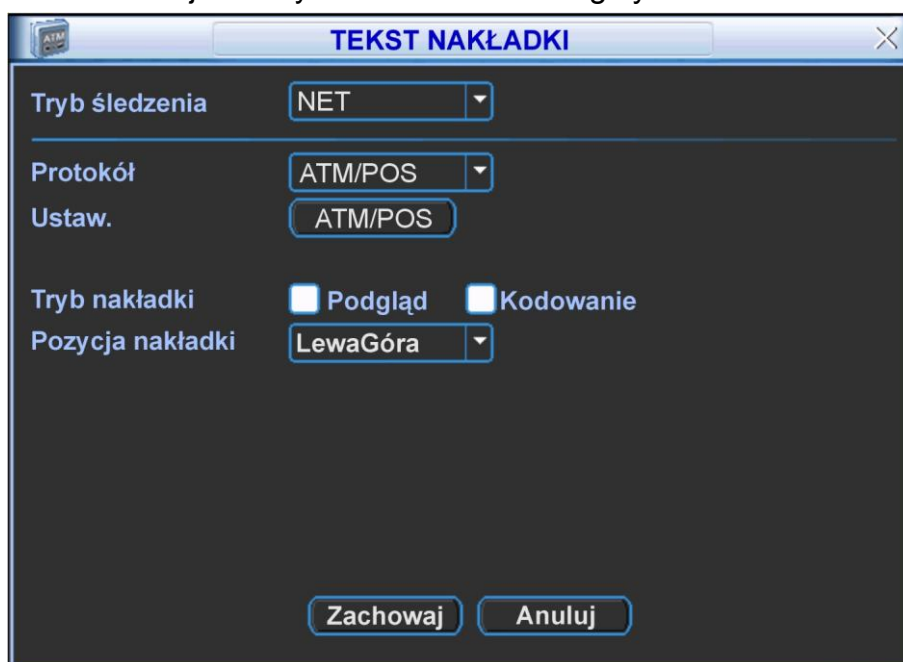 ATM
TEKST NAKŁADKI
Tryb śledzenia NET
Protokół ATM/POS
Ustaw. ATM/POS
Tryb nakładki Podgląd Kodowanie
Pozycja nakładki LewaGóra
Zachowaj Anuluj